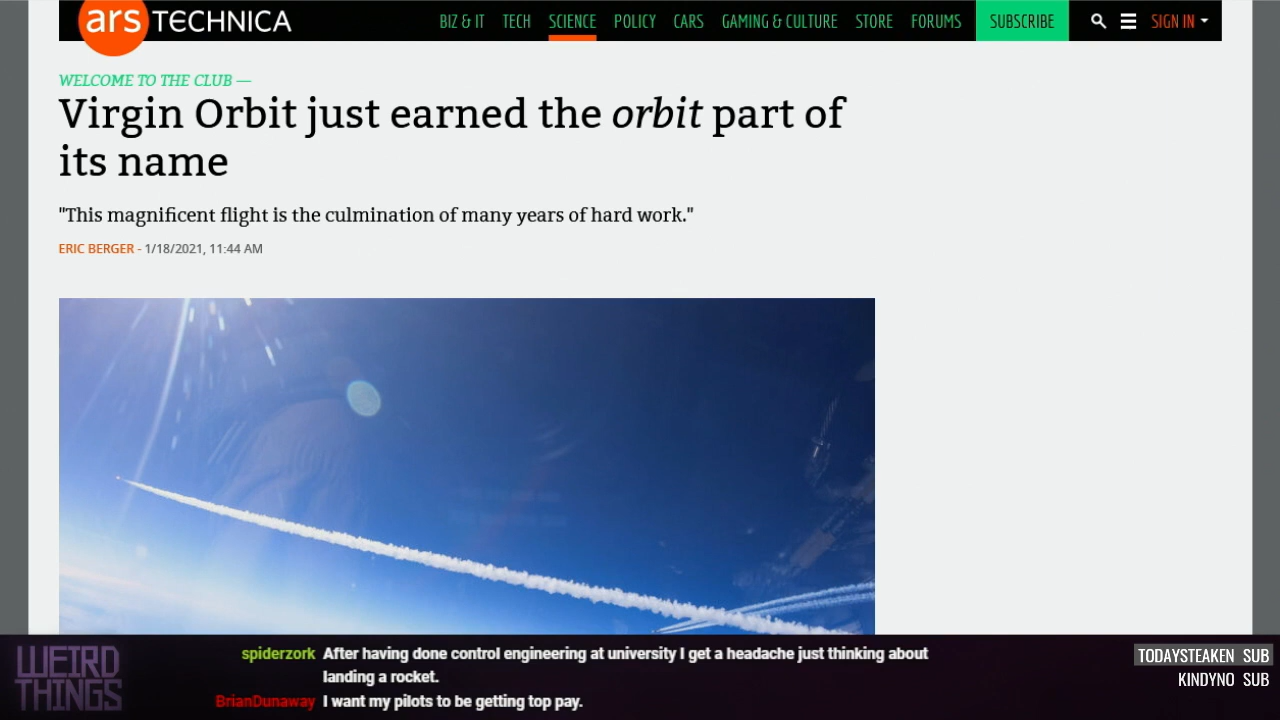 ars TECHNICA
BIZ & IT TECH SCIENCE POLICY CARS GAMING & CULTURE STORE FORUMS SUBSCRIBE SIGN IN
WELCOME TO THE CLUB —
Virgin Orbit just earned the orbit part of
its name
"This magnificent flight is the culmination of many years of hard work."
ERIC BERGER - 1/18/2021, 11:44 AM
WEIRD
THINGS
spiderzork After having done control engineering at university I get a headache just thinking about
landing a rocket.
BrianDunaway I want my pilots to be getting top pay.
TODAYSTEAKEN SUB
KINDYNO SUB